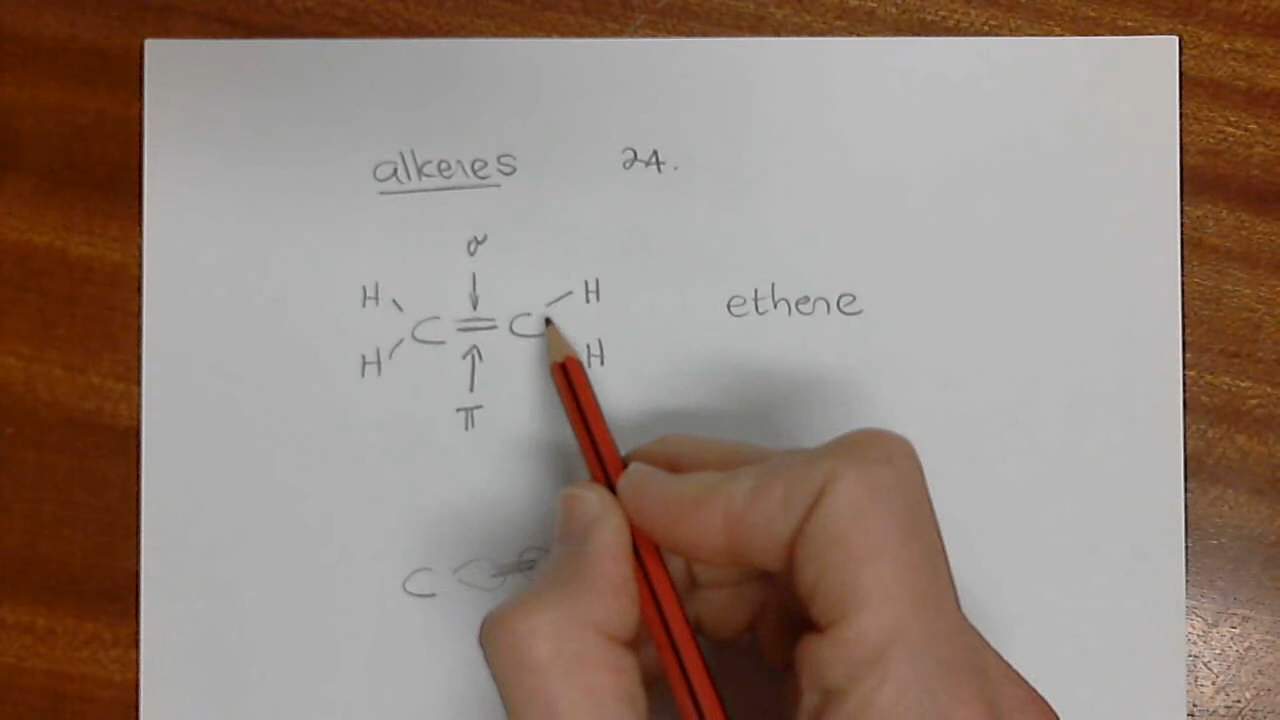 alkenes 24.
σ
H H
C = C ethene
H H
π
C